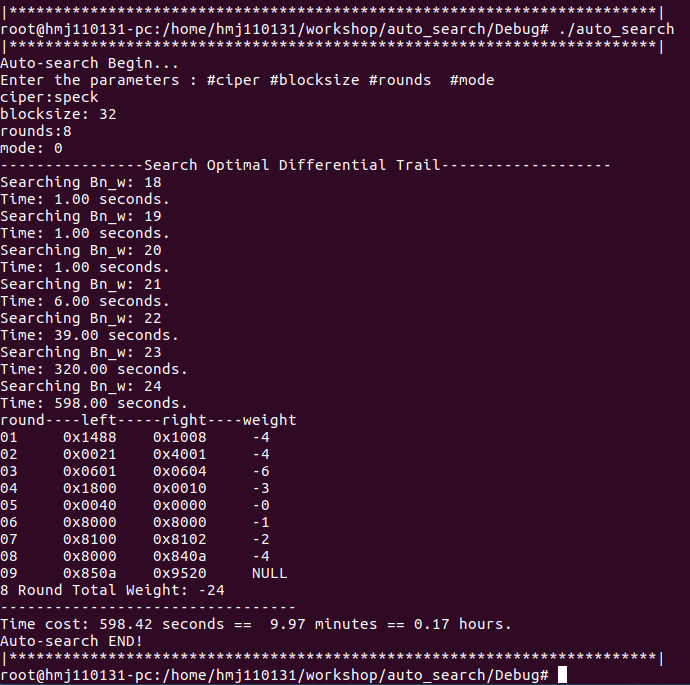 |*************************************************************************|
root@hmj110131-pc:/home/hmj110131/workshop/auto_search/Debug# ./auto_search
|*************************************************************************|
Auto-search Begin...
Enter the parameters : #ciper #blocksize #rounds  #mode
ciper:speck
blocksize: 32
rounds:8
mode: 0
----------------Search Optimal Differential Trail-------------------
Searching Bn_w: 18
Time: 1.00 seconds.
Searching Bn_w: 19
Time: 1.00 seconds.
Searching Bn_w: 20
Time: 1.00 seconds.
Searching Bn_w: 21
Time: 6.00 seconds.
Searching Bn_w: 22
Time: 39.00 seconds.
Searching Bn_w: 23
Time: 320.00 seconds.
Searching Bn_w: 24
Time: 598.00 seconds.
round----left-----right----weight
01     0x1488    0x1008     -4
02     0x0021    0x4001     -4
03     0x0601    0x0604     -6
04     0x1800    0x0010     -3
05     0x0040    0x0000     -0
06     0x8000    0x8000     -1
07     0x8100    0x8102     -2
08     0x8000    0x840a     -4
09     0x850a    0x9520     NULL
8 Round Total Weight: -24
---------------------------------
Time cost: 598.42 seconds ==  9.97 minutes == 0.17 hours.
Auto-search END!
|*************************************************************************|
root@hmj110131-pc:/home/hmj110131/workshop/auto_search/Debug#